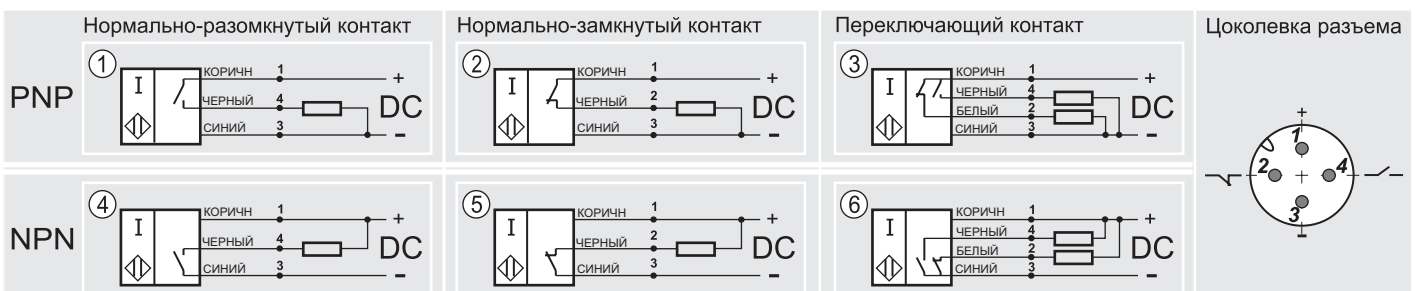 Нормально-разомкнутый контакт
Нормально-замкнутый контакт
Переключающий контакт
Цоколевка разъема
PNP
1
I
КОРИЧН 1 +
ЧЕРНЫЙ 4
СИНИЙ 3 -
DC
2
I
КОРИЧН 1 +
ЧЕРНЫЙ 2
СИНИЙ 3 -
DC
3
I
КОРИЧН 1 +
ЧЕРНЫЙ 4
БЕЛЫЙ 2
СИНИЙ 3 -
DC
NPN
4
I
КОРИЧН 1 +
ЧЕРНЫЙ 4
СИНИЙ 3 -
DC
5
I
КОРИЧН 1 +
ЧЕРНЫЙ 2
СИНИЙ 3 -
DC
6
I
КОРИЧН 1 +
ЧЕРНЫЙ 4
БЕЛЫЙ 2
СИНИЙ 3 -
DC
+
1
2 + 4
3
-